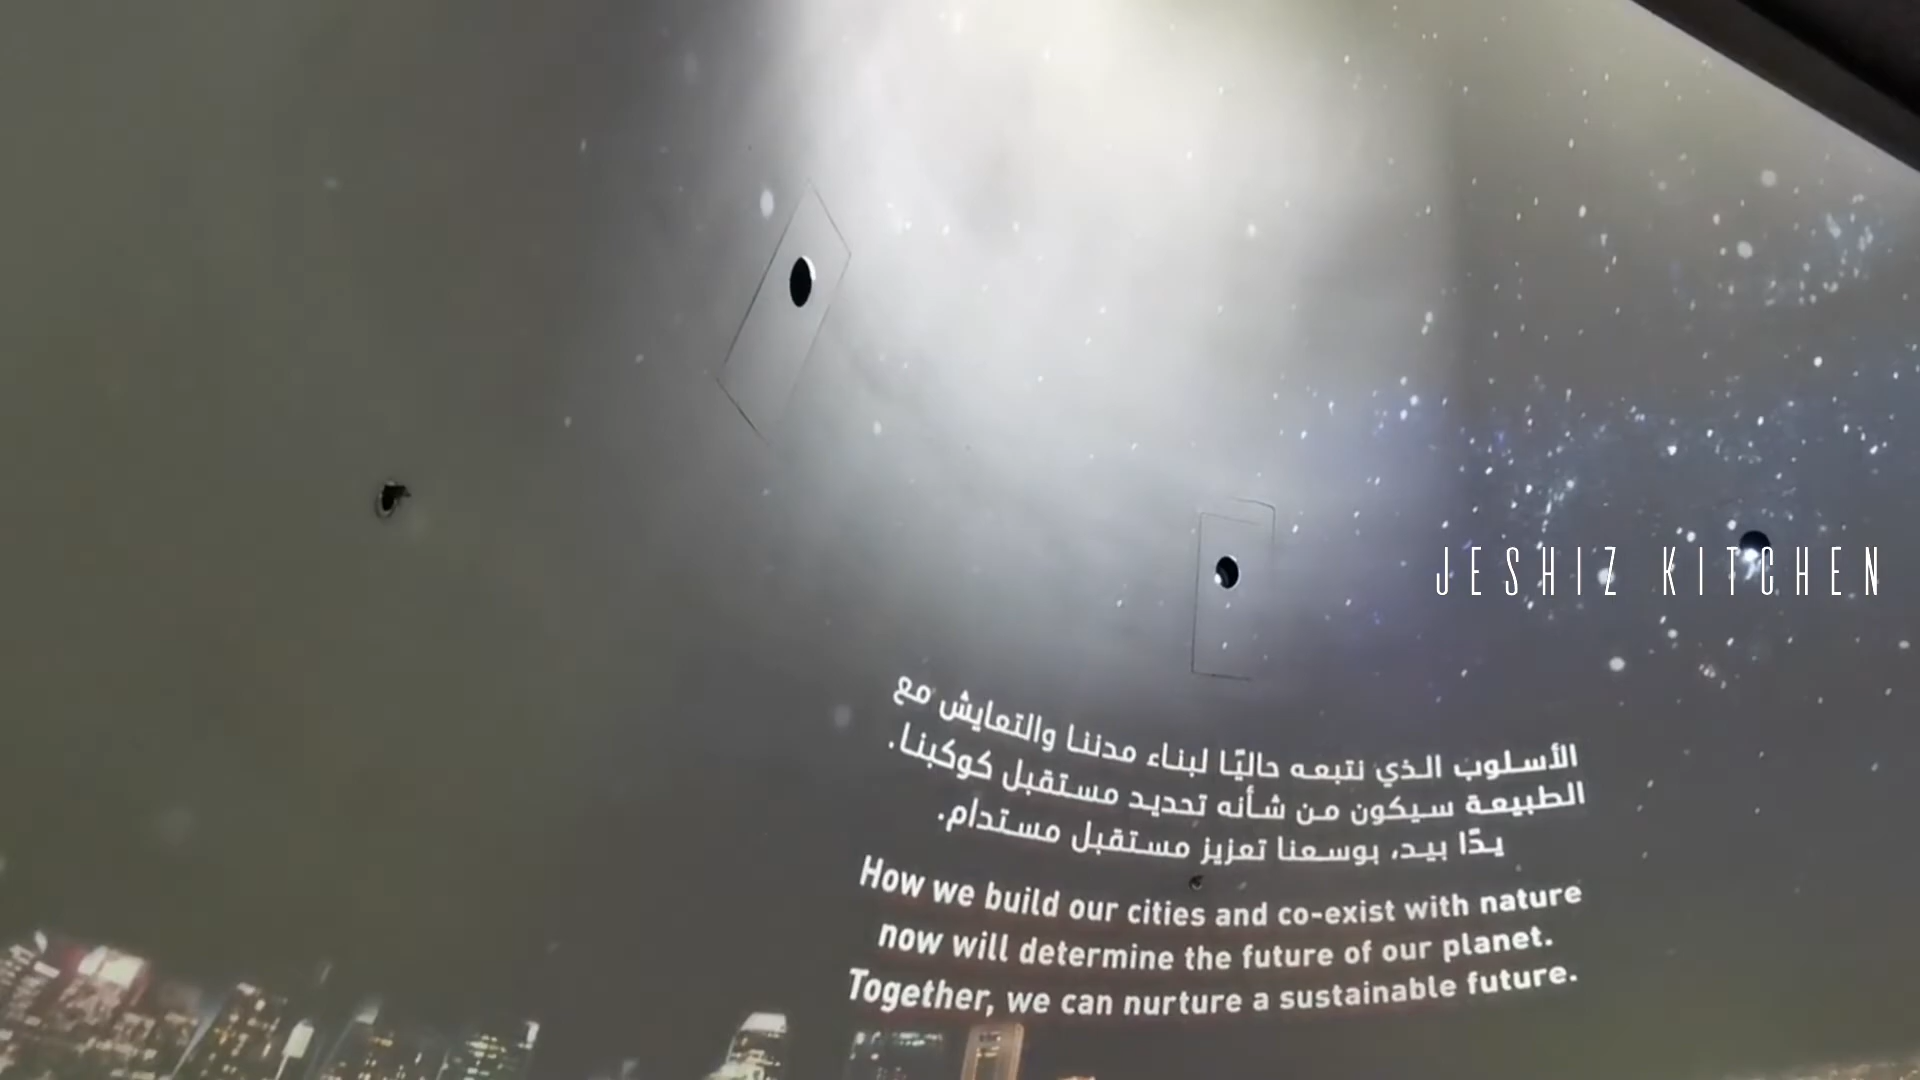 JESHIZ KITCHEN
الأسلوب الذي نتبعه حاليًا لبناء مدننا والتعايش مع
الطبيعة سيكون من شأنه تحديد مستقبل كوكبنا.
يدًا بيد، بوسعنا تعزيز مستقبل مستدام.
How we build our cities and co-exist with nature
now will determine the future of our planet.
Together, we can nurture a sustainable future.